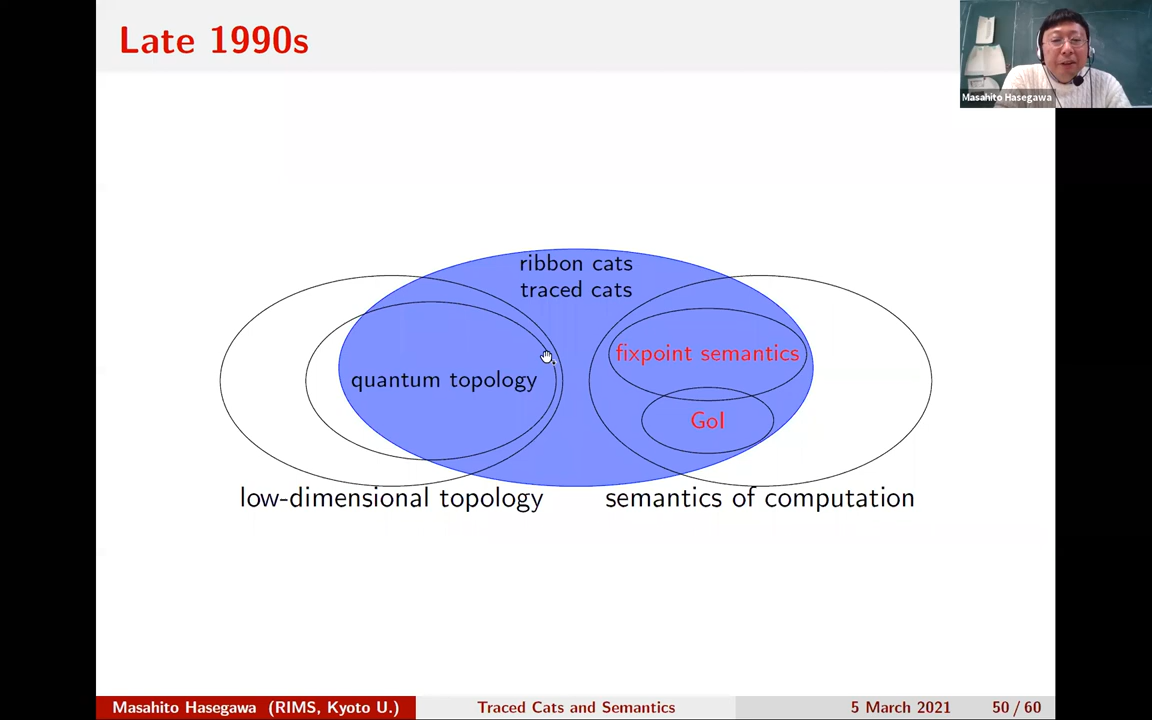 Late 1990s
Masahito Hasegawa
ribbon cats
traced cats
fixpoint semantics
quantum topology
GoI
low-dimensional topology
semantics of computation
Masahito Hasegawa (RIMS, Kyoto U.)
Traced Cats and Semantics
5 March 2021
50 / 60